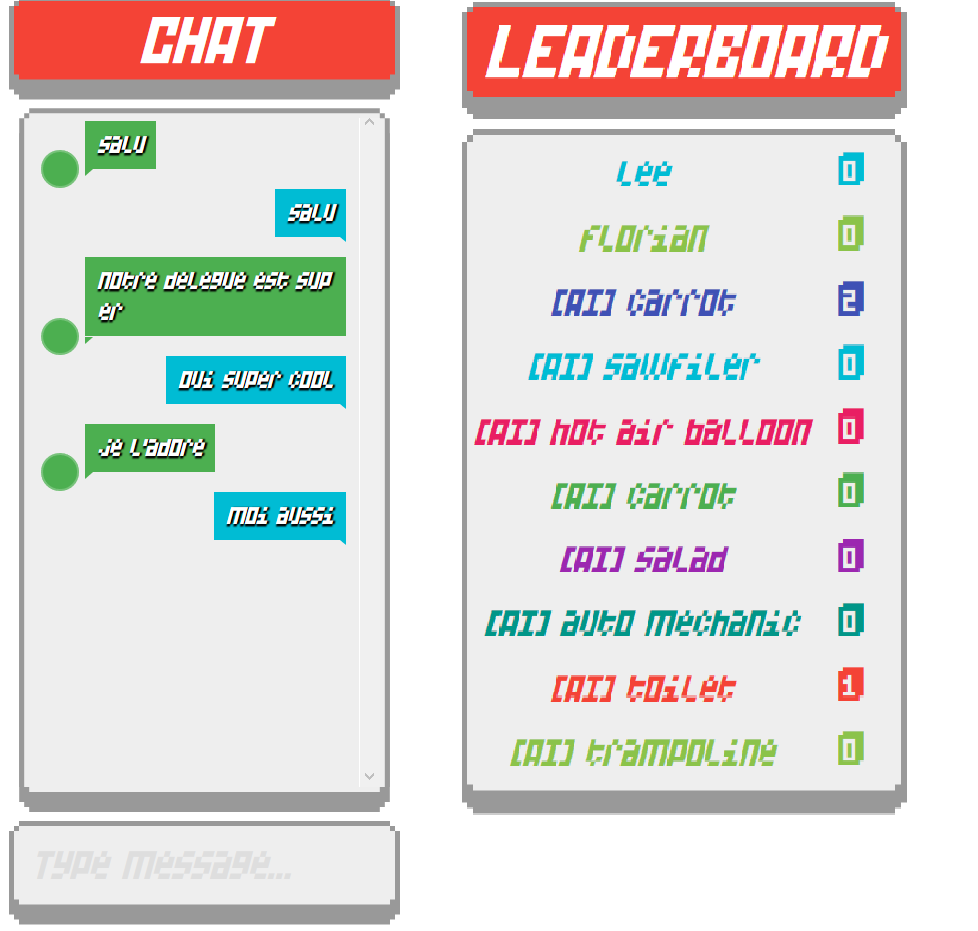 CHAT
salu
salu
notre delegue est sup
er
oui super cool
je l'adore
moi aussi
Type message...
LEADERBOARD
Lee 0
Florian 0
[AI] carrot 2
[AI] sawfiler 0
[AI] hot air balloon 0
[AI] carrot 0
[AI] salad 0
[AI] auto mechanic 0
[AI] toilet 1
[AI] trampoline 0